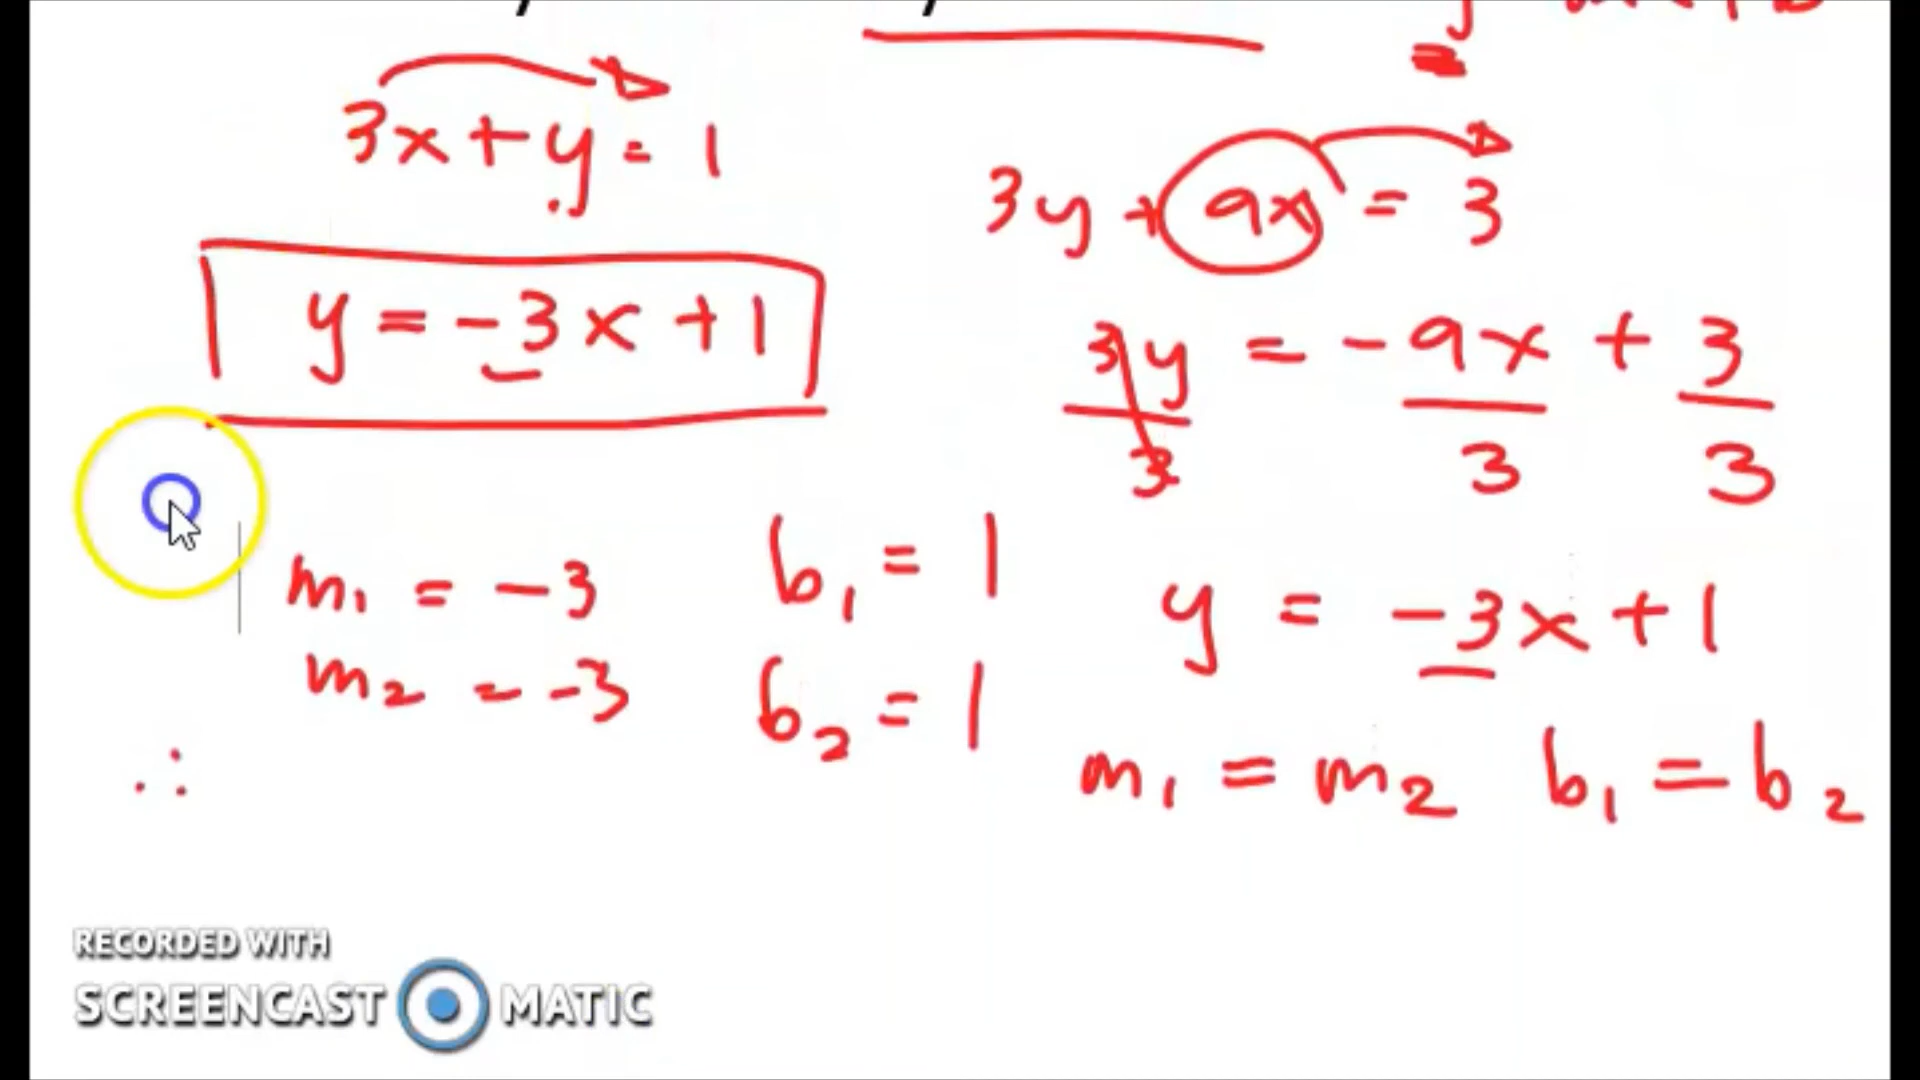 3x + y = 1
y = -3x + 1
m₁ = -3
m₂ = -3
b₁ = 1
b₂ = 1
∴
3y + 9x = 3
3y/3 = -9x/3 + 3/3
y = -3x + 1
m₁ = m₂ b₁ = b₂
RECORDED WITH
SCREENCAST MATIC